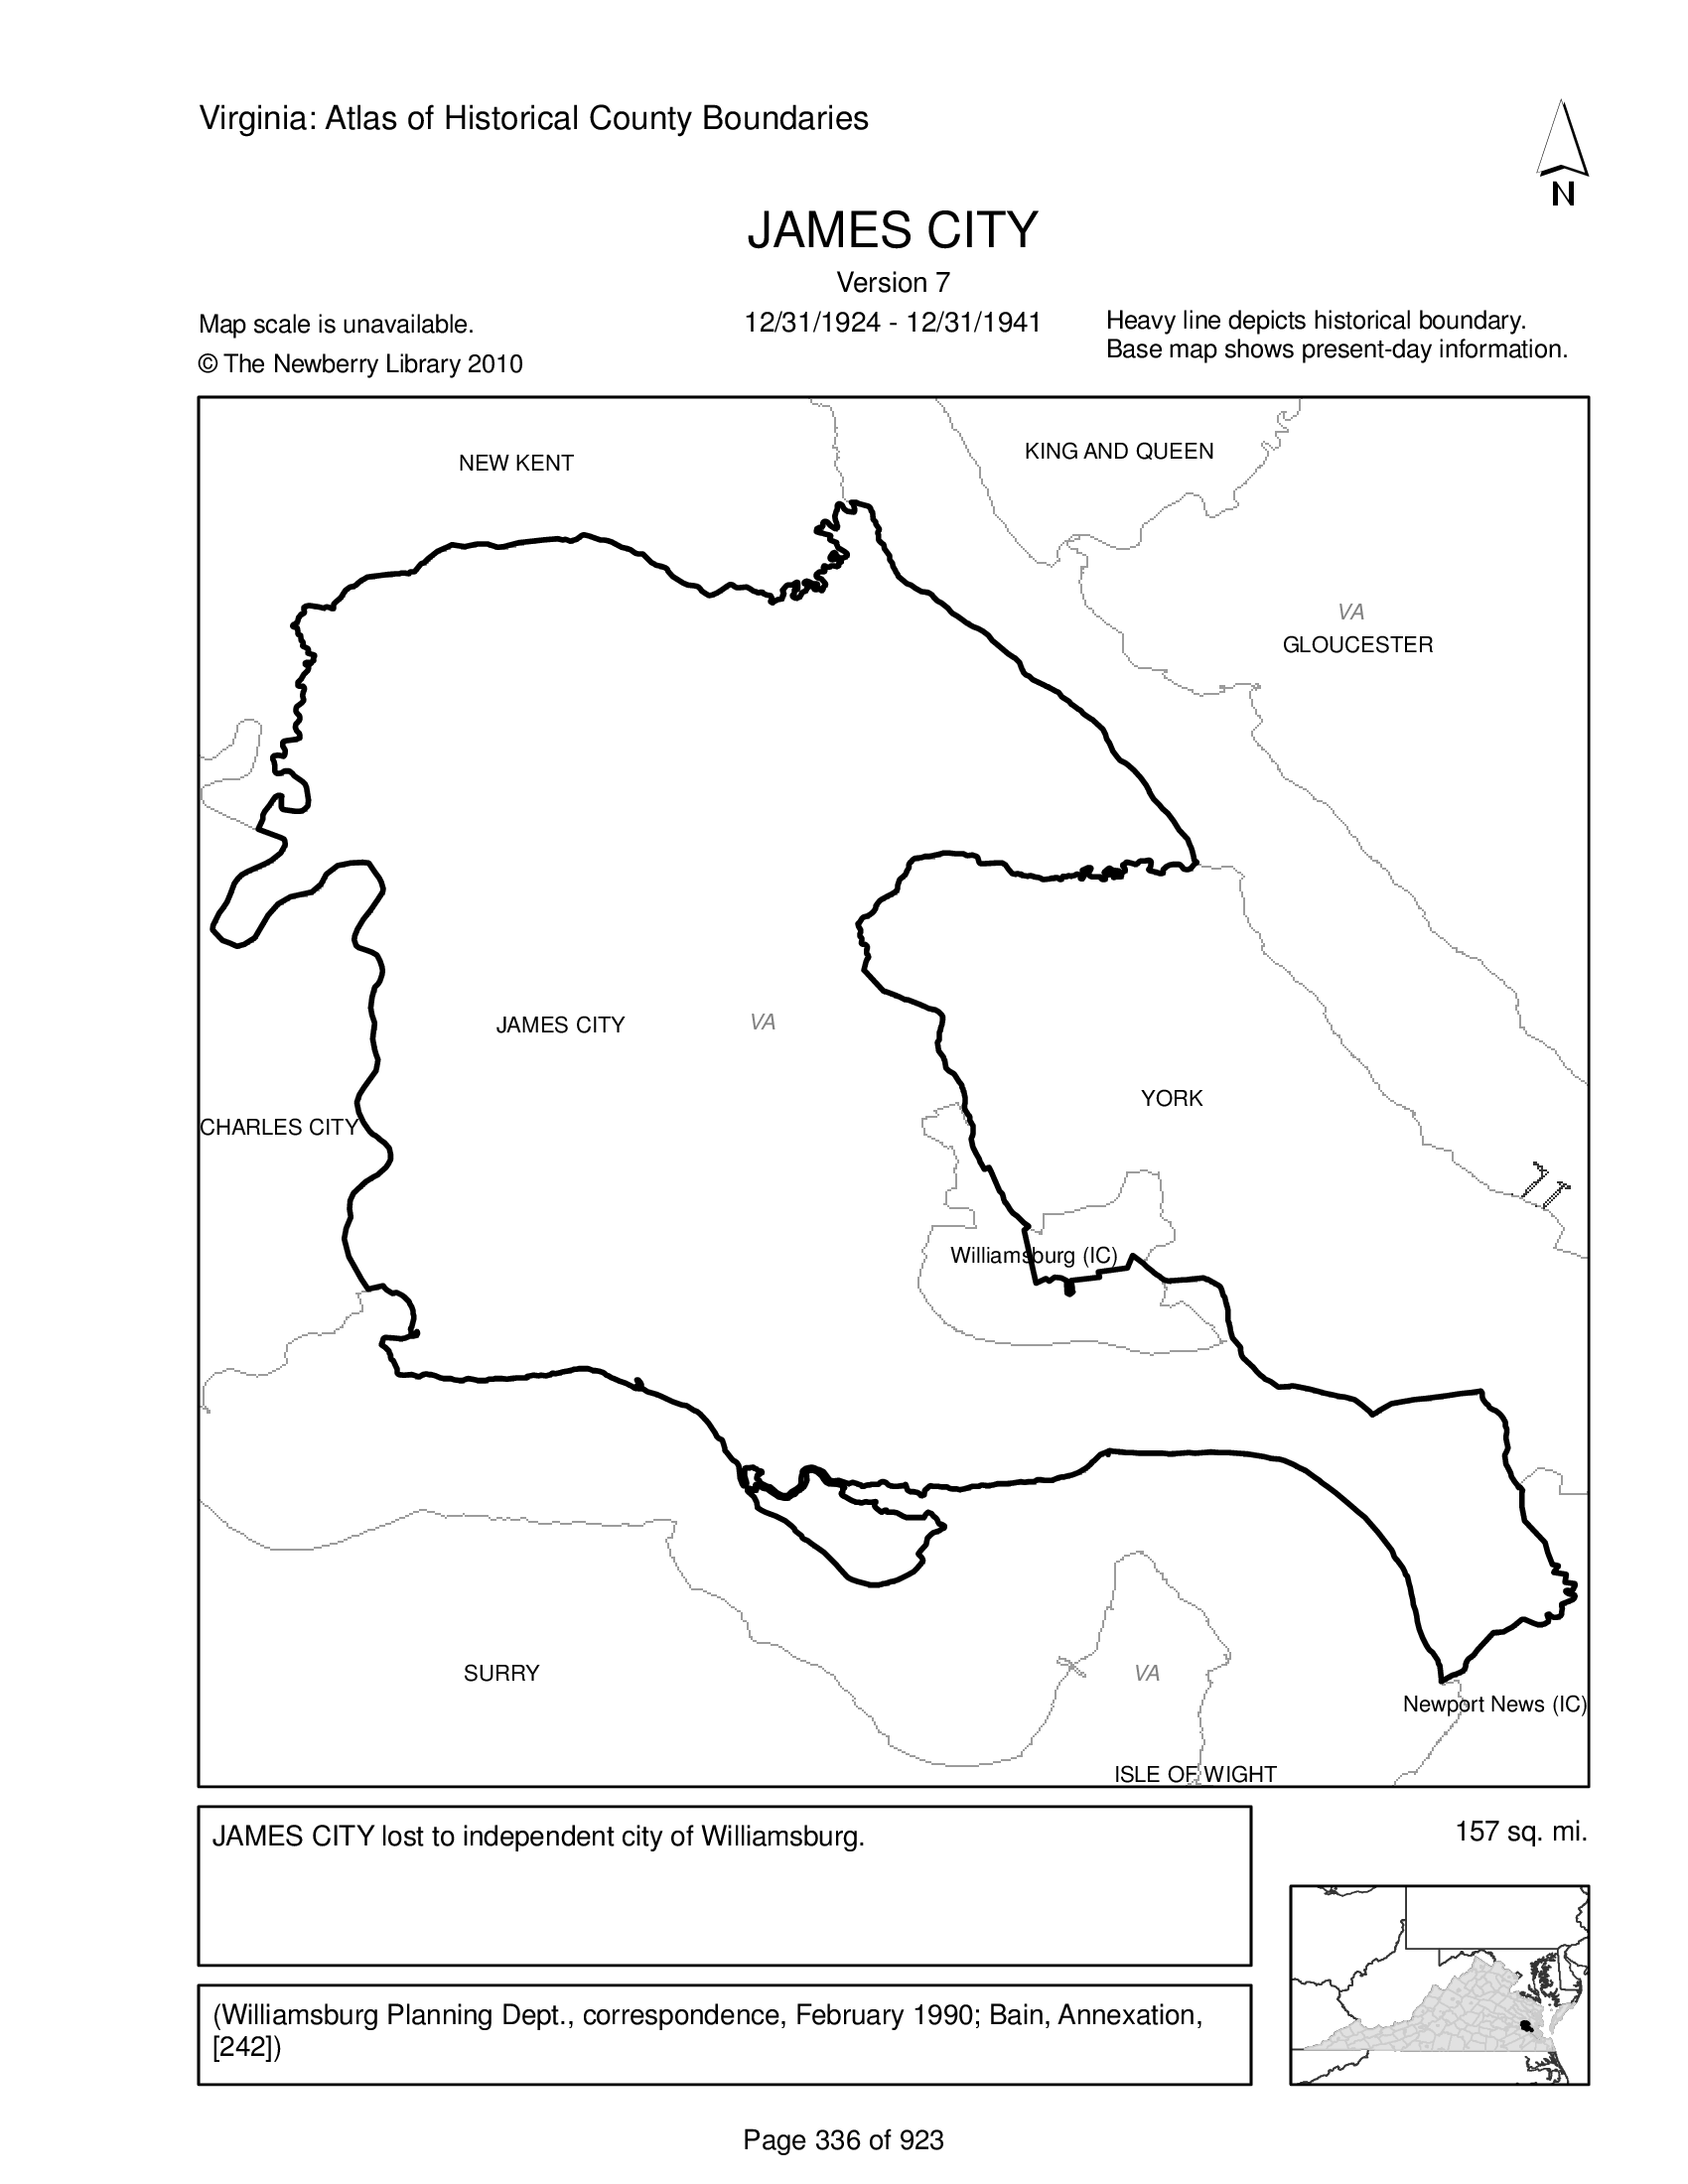 Virginia: Atlas of Historical County Boundaries
N
JAMES CITY
Version 7
12/31/1924 - 12/31/1941
Map scale is unavailable.
© The Newberry Library 2010
Heavy line depicts historical boundary.
Base map shows present-day information.
NEW KENT
KING AND QUEEN
VA
GLOUCESTER
JAMES CITY
VA
YORK
CHARLES CITY
Williamsburg (IC)
SURRY
VA
Newport News (IC)
ISLE OF WIGHT
JAMES CITY lost to independent city of Williamsburg.
157 sq. mi.
(Williamsburg Planning Dept., correspondence, February 1990; Bain, Annexation,
[242])
Page 336 of 923